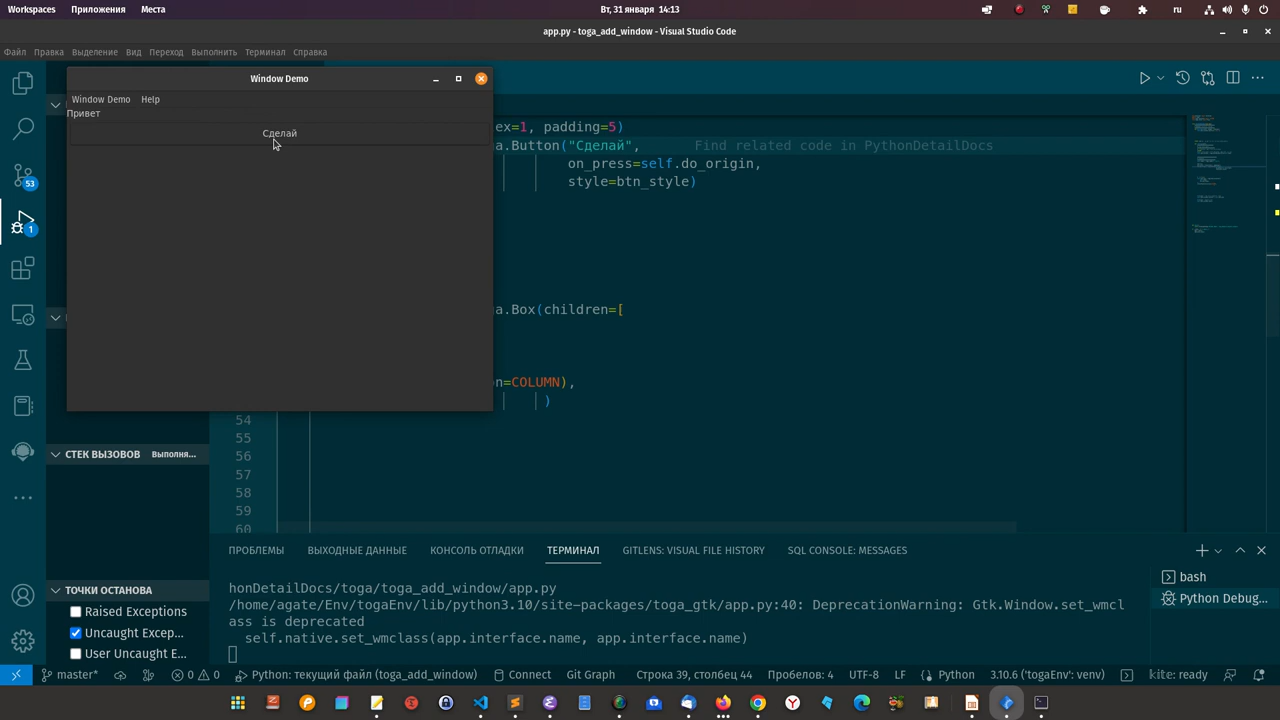 Workspaces Приложения Места Вт, 31 января 14:13 ru
app.py - toga_add_window - Visual Studio Code
Файл Правка Выделение Вид Переход Выполнить Терминал Справка
Window Demo
Window Demo Help
Привет
Сделай
ex=1, padding=5)
a.Button("Сделай", Find related code in PythonDetailDocs
on_press=self.do_origin,
style=btn_style)
a.Box(children=[
n=COLUMN),
)
54
55
56
57
58
59
60
53
1
СТЕК ВЫЗОВОВ Выполня...
ТОЧКИ ОСТАНОВА
Raised Exceptions
Uncaught Excep...
User Uncaught E...
ПРОБЛЕМЫ ВЫХОДНЫЕ ДАННЫЕ КОНСОЛЬ ОТЛАДКИ ТЕРМИНАЛ GITLENS: VISUAL FILE HISTORY SQL CONSOLE: MESSAGES
honDetailDocs/toga/toga_add_window/app.py
/home/agate/Env/togaEnv/lib/python3.10/site-packages/toga_gtk/app.py:40: DeprecationWarning: Gtk.Window.set_wmcl
ass is deprecated
self.native.set_wmclass(app.interface.name, app.interface.name)
bash
Python Debug...
master* 0 0 Python: текущий файл (toga_add_window) Connect Git Graph Строка 39, столбец 44 Пробелов: 4 UTF-8 LF Python 3.10.6 ('togaEnv': venv) kite: ready